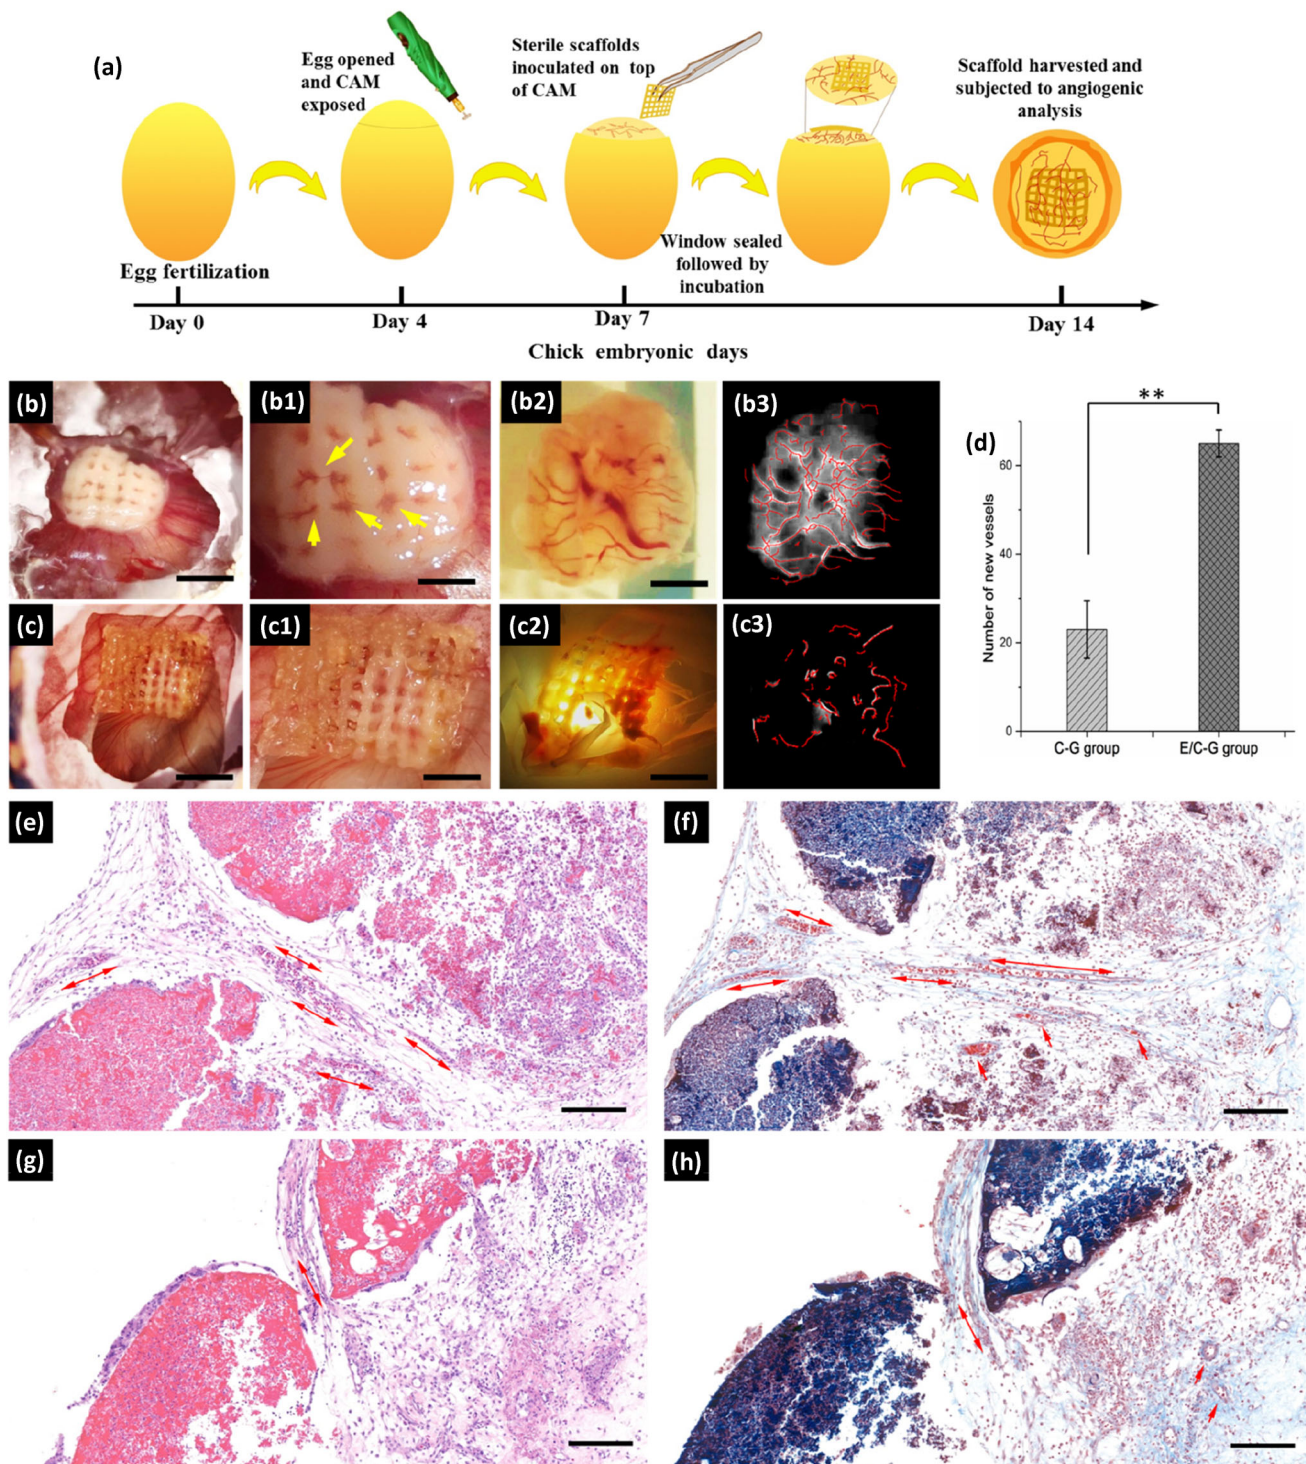 (a)
Egg opened
and CAM
exposed
Sterile scaffolds
inoculated on top
of CAM
Scaffold harvested and
subjected to angiogenic
analysis
Egg fertilization
Window sealed
followed by
incubation
Day 0
Day 4
Day 7
Day 14
Chick embryonic days
(b)
(b1)
(b2)
(b3)
(c)
(c1)
(c2)
(c3)
(d)
**
Number of new vessels
60
40
20
0
C-G group
E/C-G group
(e)
(f)
(g)
(h)